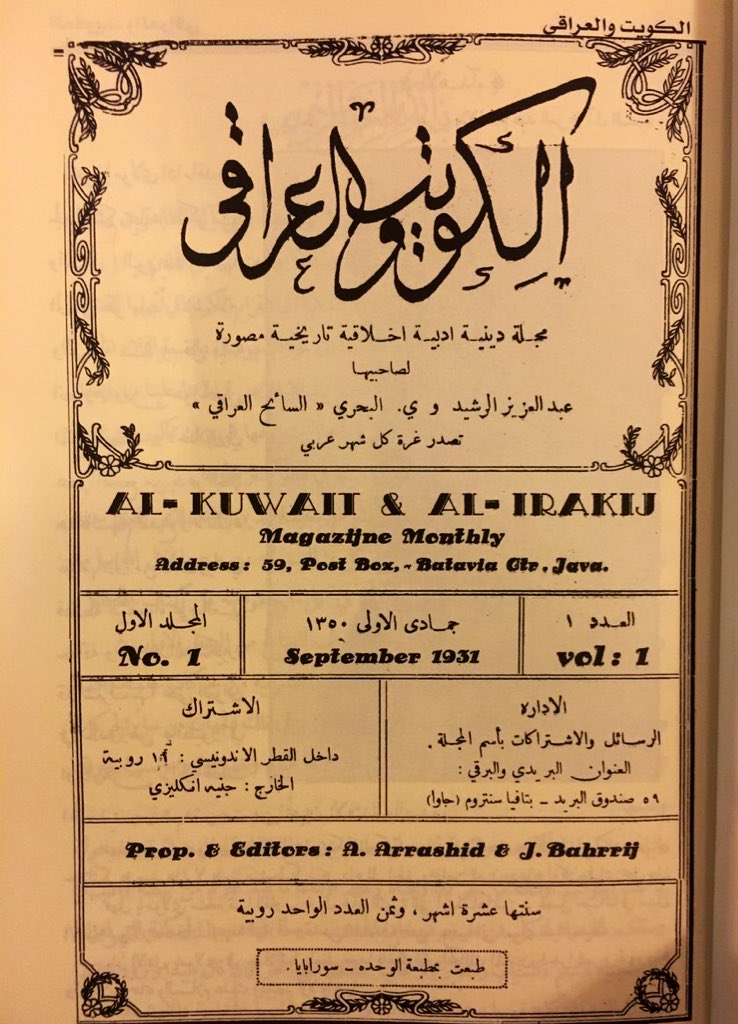 الكويت والعراقي
الكويت والعراقي
مجلة دينية ادبية اخلاقية تاريخية مصورة
لصاحبيها
عبد العزيز الرشيد و ي. البحري « السائح العراقي »
تصدر غرة كل شهر عربي
AL- KUWAIT & AL- IRAKIJ
Magazijne Monthly
Address: 59, Post Box, - Batavia Ctr. Java.
العدد ١
جمادى الاولى ١٣٥٠
المجلد الاول
vol: 1
September 1931
No. 1
الادارة
الرسائل والاشتراكات بأسم المجلة .
العنوان البريدي والبرقي :
٥٩ صندوق البريد - بتافيا سنتروم (جاوا)
الاشتراك
داخل القطر الاندونيسي : روبية
الخارج : جنيه انكليزي
Prop. & Editors: A. Arrashid & J. Bahrrij
سنتها عشرة اشهر ، وثمن العدد الواحد روبية
طبعت بمطبعة الوحده - سورابايا .